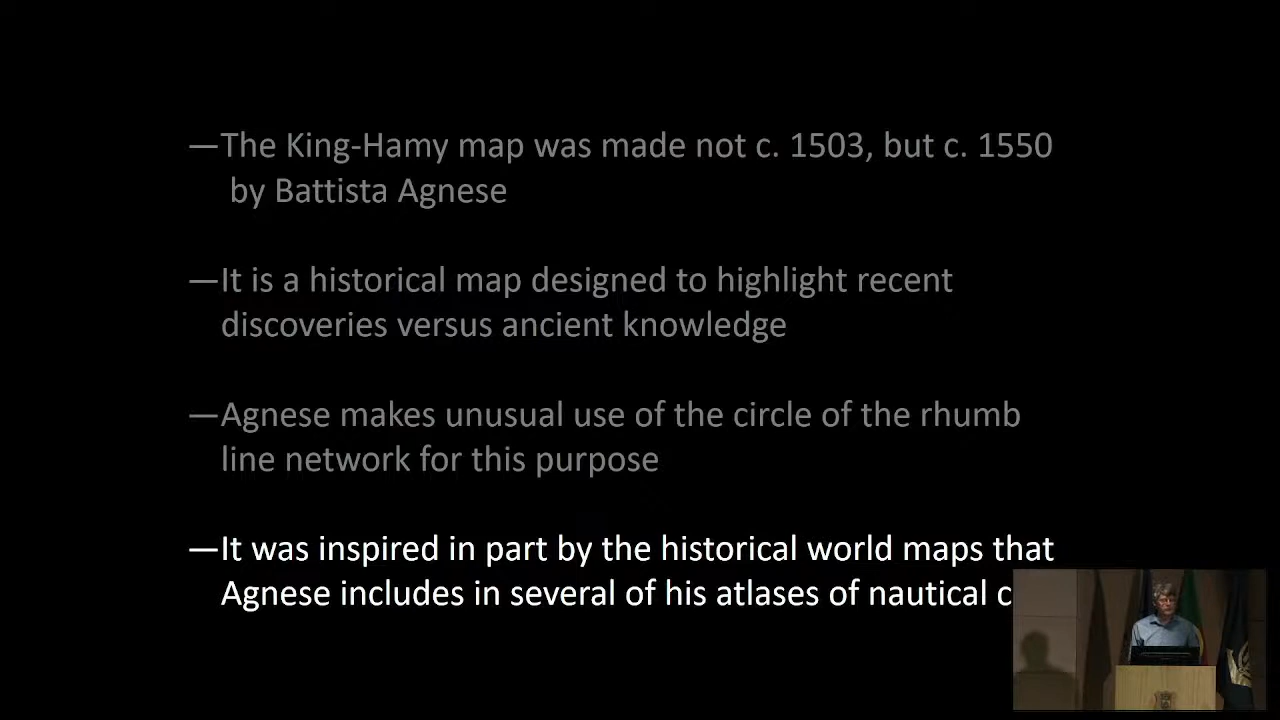 —The King-Hamy map was made not c. 1503, but c. 1550
by Battista Agnese
—It is a historical map designed to highlight recent
discoveries versus ancient knowledge
—Agnese makes unusual use of the circle of the rhumb
line network for this purpose
—It was inspired in part by the historical world maps that
Agnese includes in several of his atlases of nautical